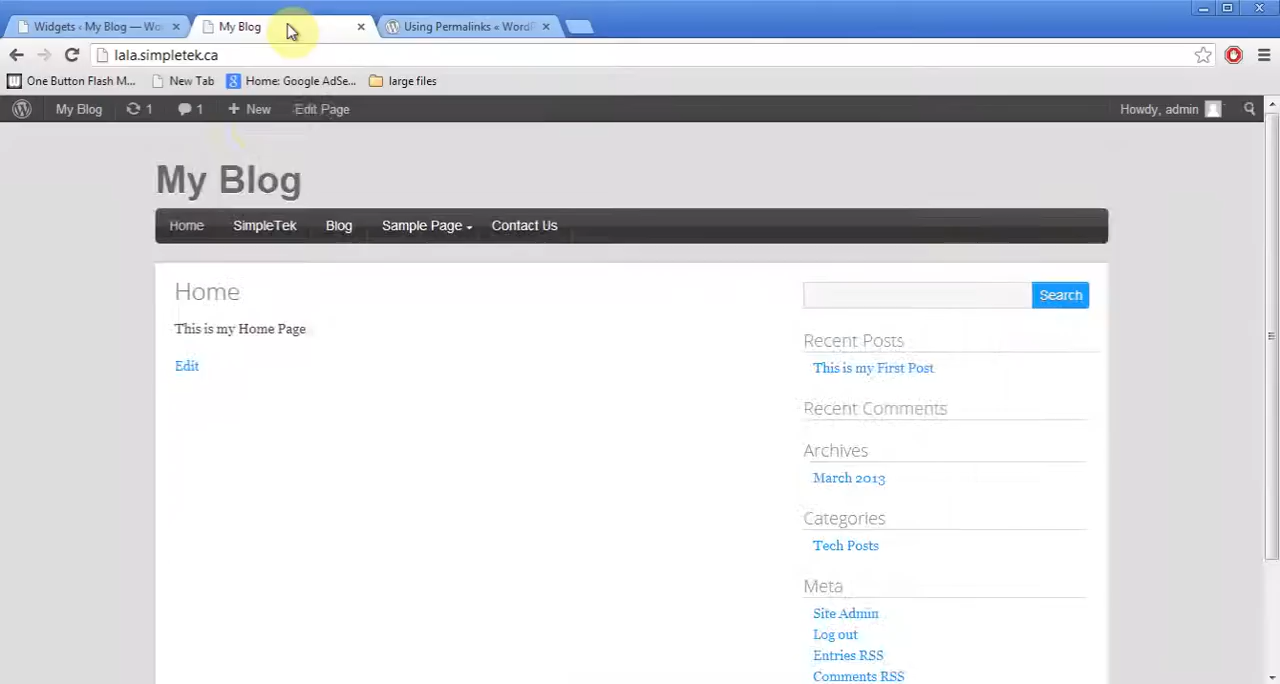 Widgets ‹ My Blog — Wo
My Blog
Using Permalinks « WordP
lala.simpletek.ca
One Button Flash M...
New Tab
Home: Google AdSe...
large files
My Blog
1
1
+ New
Edit Page
Howdy, admin
My Blog
Home
SimpleTek
Blog
Sample Page
Contact Us
Home
This is my Home Page
Edit
Search
Recent Posts
This is my First Post
Recent Comments
Archives
March 2013
Categories
Tech Posts
Meta
Site Admin
Log out
Entries RSS
Comments RSS